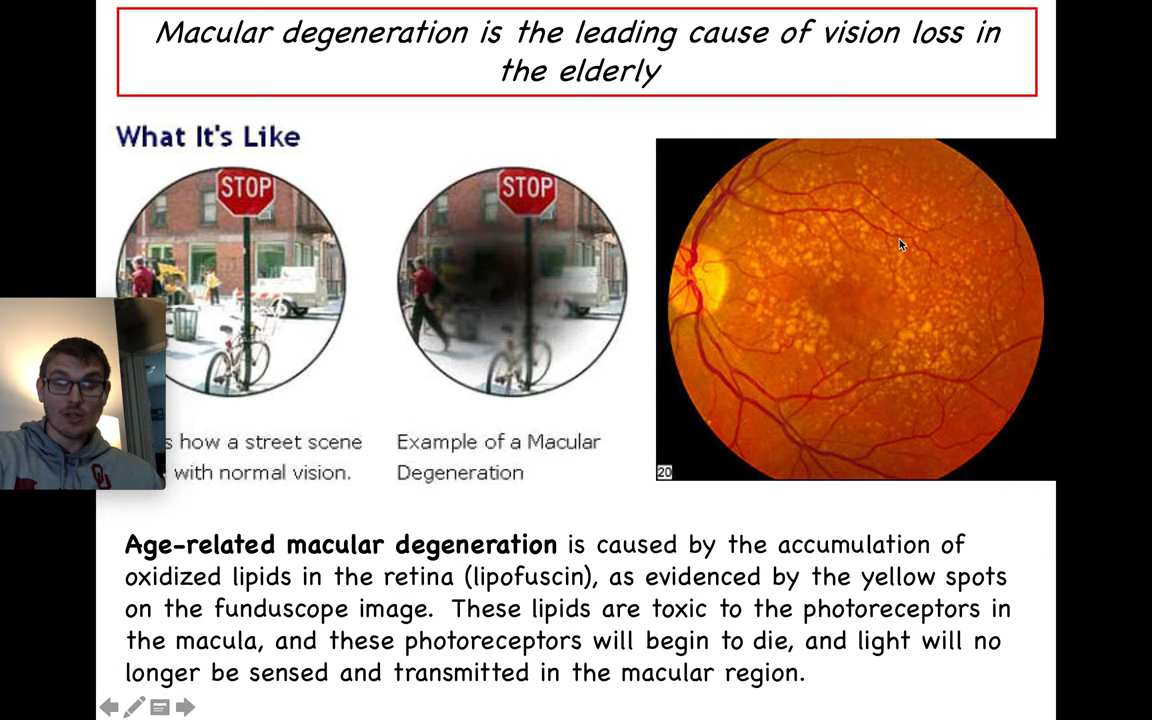 Macular degeneration is the leading cause of vision loss in
the elderly
What It's Like
STOP
STOP
how a street scene
with normal vision.
Example of a Macular
Degeneration
20
Age-related macular degeneration is caused by the accumulation of
oxidized lipids in the retina (lipofuscin), as evidenced by the yellow spots
on the funduscope image. These lipids are toxic to the photoreceptors in
the macula, and these photoreceptors will begin to die, and light will no
longer be sensed and transmitted in the macular region.